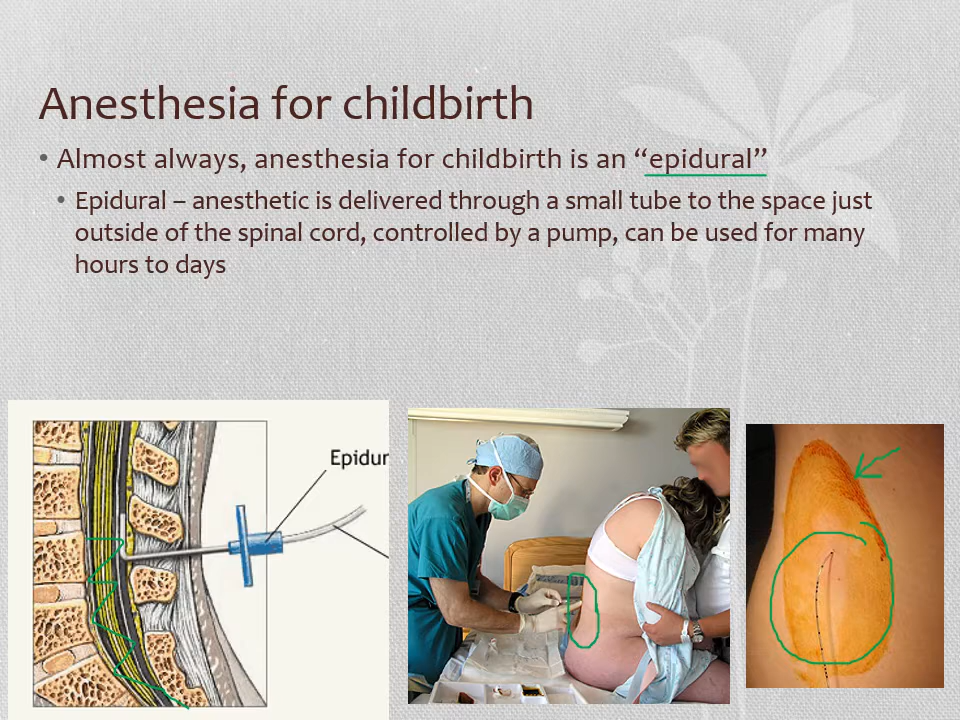 Anesthesia for childbirth
• Almost always, anesthesia for childbirth is an “epidural”
• Epidural – anesthetic is delivered through a small tube to the space just
outside of the spinal cord, controlled by a pump, can be used for many
hours to days
Epidur